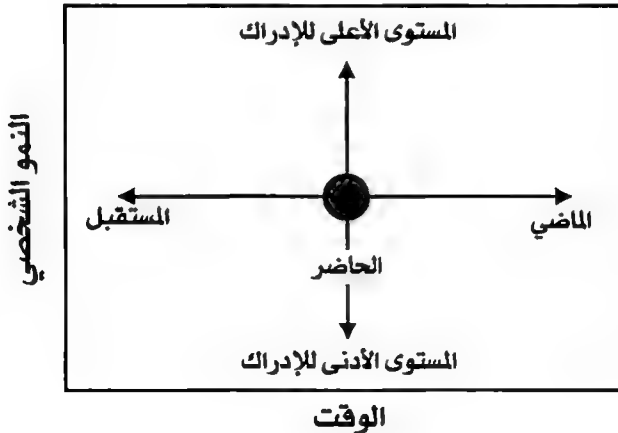 المستوى الأعلى للإدراك
النمو الشخصي
الماضي
المستقبل
الحاضر
المستوى الأدنى للإدراك
الوقت